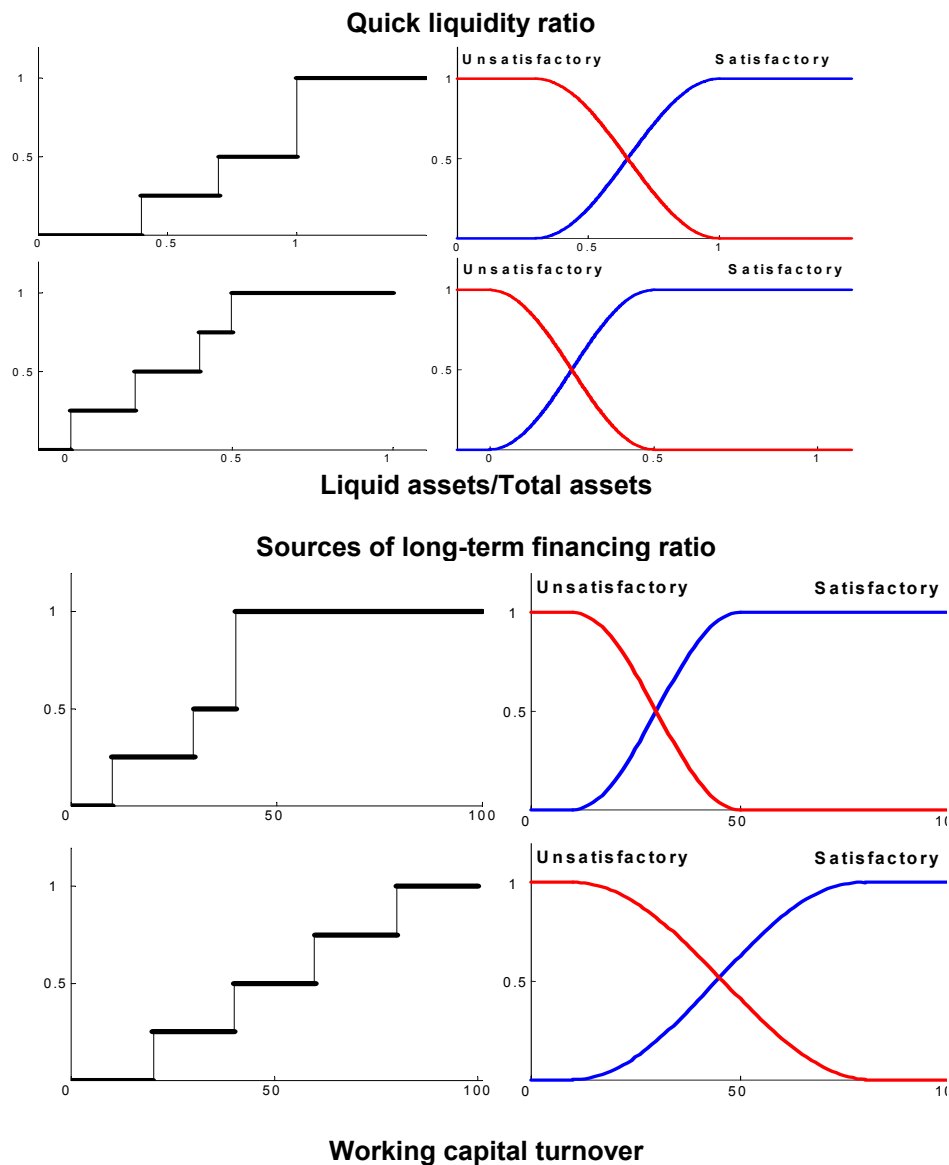 Quick liquidity ratio
Unsatisfactory Satisfactory
1 1
0.5 0.5
0 0.5 1 0 0.5 1
Unsatisfactory Satisfactory
1 1
0.5 0.5
0 0.5 1 0 0.5 1
Liquid assets/Total assets
Sources of long-term financing ratio
Unsatisfactory Satisfactory
1 1
0.5 0.5
0 50 100 0 50 100
Unsatisfactory Satisfactory
1 1
0.5 0.5
0 50 100 0 50 100
Working capital turnover